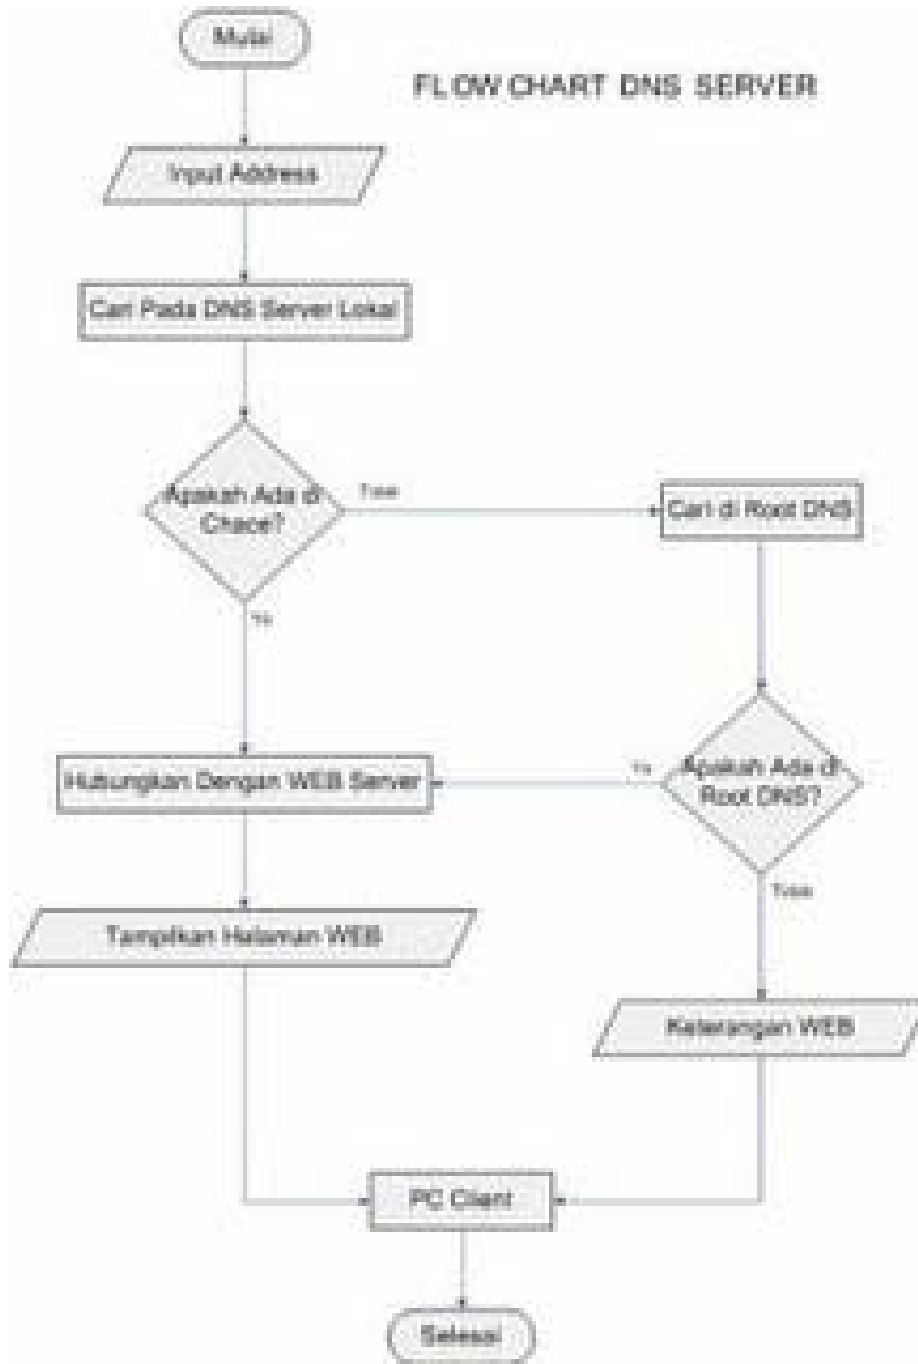 Mulai
FLOW CHART DNS SERVER
Input Address
Cari Pada DNS Server Lokal
Apakah Ada di
Chace?
Tidak
Cari di Root DNS
Ya
Hubungkan Dengan WEB Server
Ya
Apakah Ada di
Root DNS?
Tidak
Tampilkan Halaman WEB
Keterangan WEB
PC Client
Selesai